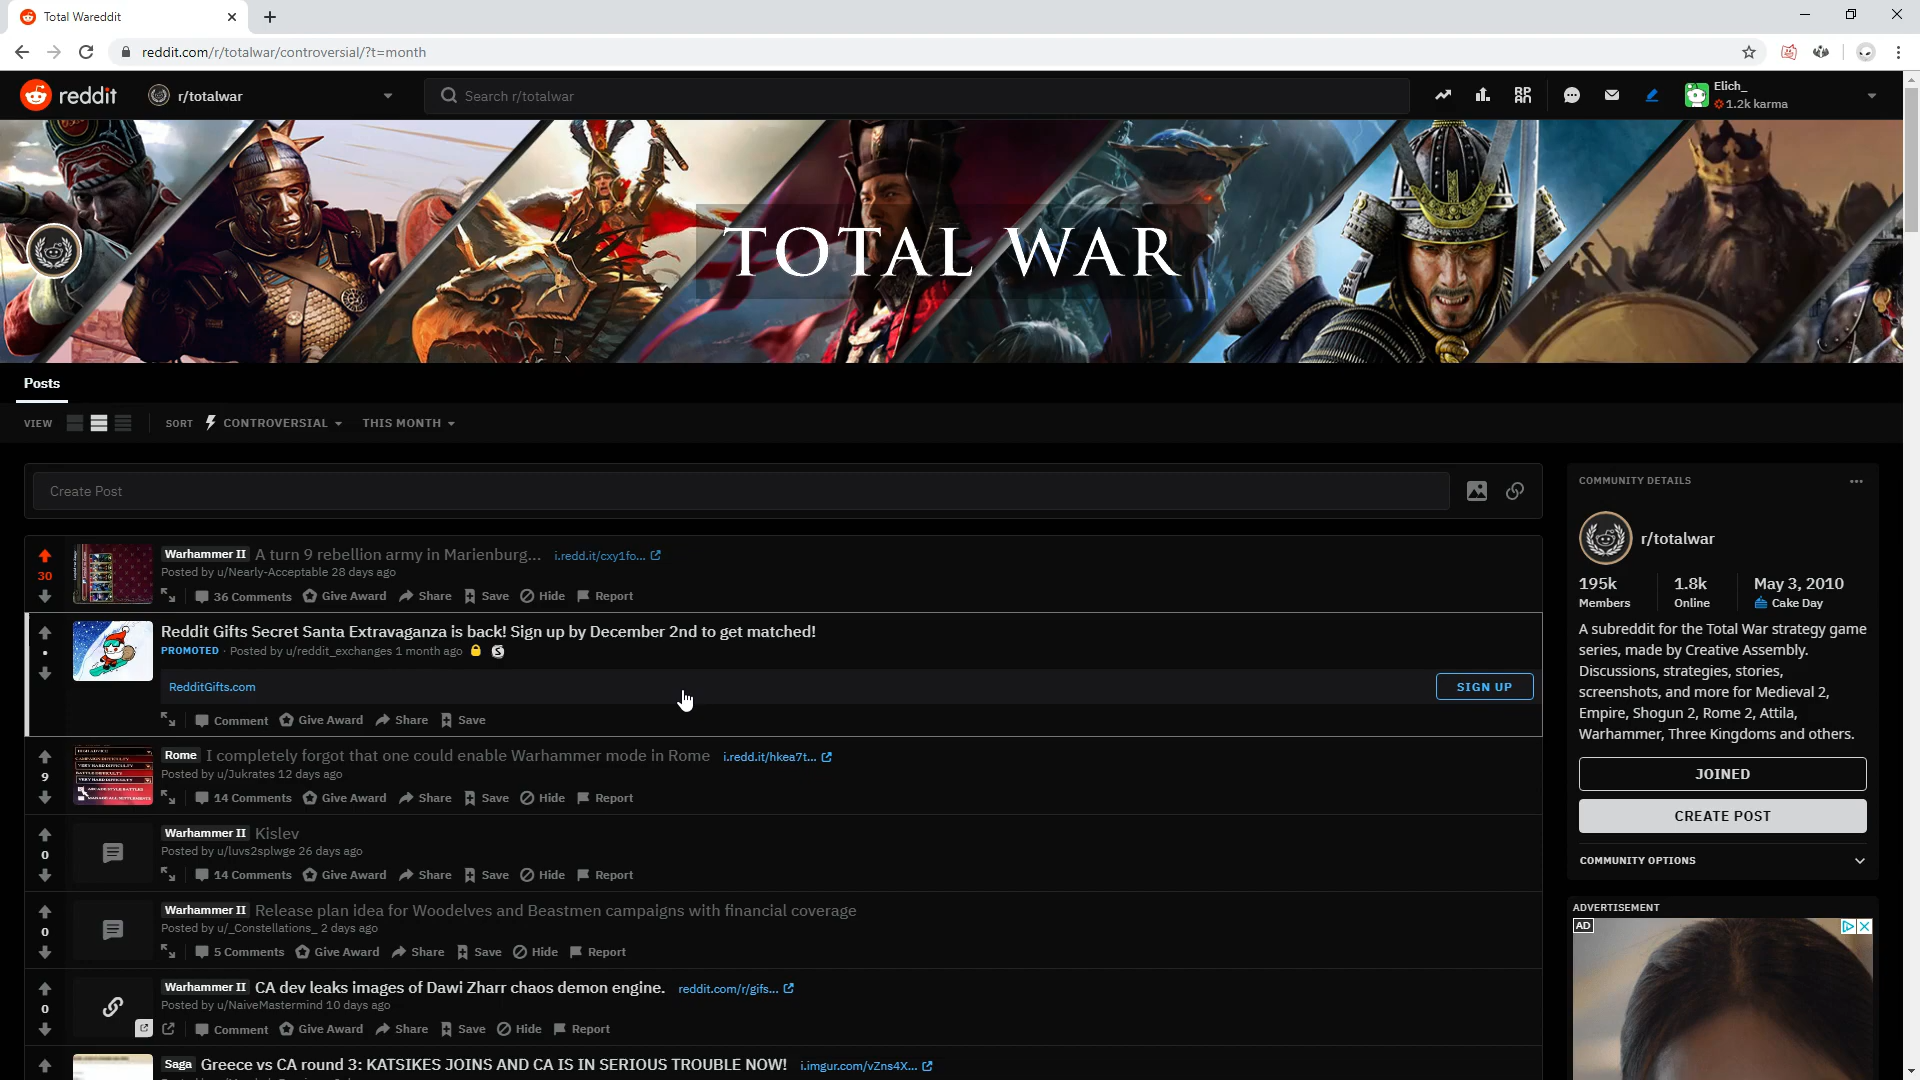 Total Wareddit
reddit.com/r/totalwar/controversial/?t=month
reddit
r/totalwar
Search r/totalwar
Elich_
1.2k karma
TOTAL WAR
Posts
VIEW
SORT
CONTROVERSIAL
THIS MONTH
Create Post
30
Warhammer II A turn 9 rebellion army in Marienburg... i.redd.it/cxy1fo...
Posted by u/Nearly-Acceptable 28 days ago
36 Comments Give Award Share Save Hide Report
Reddit Gifts Secret Santa Extravaganza is back! Sign up by December 2nd to get matched!
PROMOTED · Posted by u/reddit_exchanges 1 month ago
RedditGifts.com
SIGN UP
Comment Give Award Share Save
9
Rome I completely forgot that one could enable Warhammer mode in Rome i.redd.it/hkea7t...
Posted by u/Jukrates 12 days ago
14 Comments Give Award Share Save Hide Report
0
Warhammer II Kislev
Posted by u/luvs2splwge 26 days ago
14 Comments Give Award Share Save Hide Report
0
Warhammer II Release plan idea for Woodelves and Beastmen campaigns with financial coverage
Posted by u/_Constellations_ 2 days ago
5 Comments Give Award Share Save Hide Report
0
Warhammer II CA dev leaks images of Dawi Zharr chaos demon engine. reddit.com/r/gifs...
Posted by u/NaiveMastermind 10 days ago
Comment Give Award Share Save Hide Report
Saga Greece vs CA round 3: KATSIKES JOINS AND CA IS IN SERIOUS TROUBLE NOW! i.imgur.com/vZns4X...
COMMUNITY DETAILS
r/totalwar
195k 1.8k May 3, 2010
Members Online Cake Day
A subreddit for the Total War strategy game
series, made by Creative Assembly.
Discussions, strategies, stories,
screenshots, and more for Medieval 2,
Empire, Shogun 2, Rome 2, Attila,
Warhammer, Three Kingdoms and others.
JOINED
CREATE POST
COMMUNITY OPTIONS
ADVERTISEMENT
AD